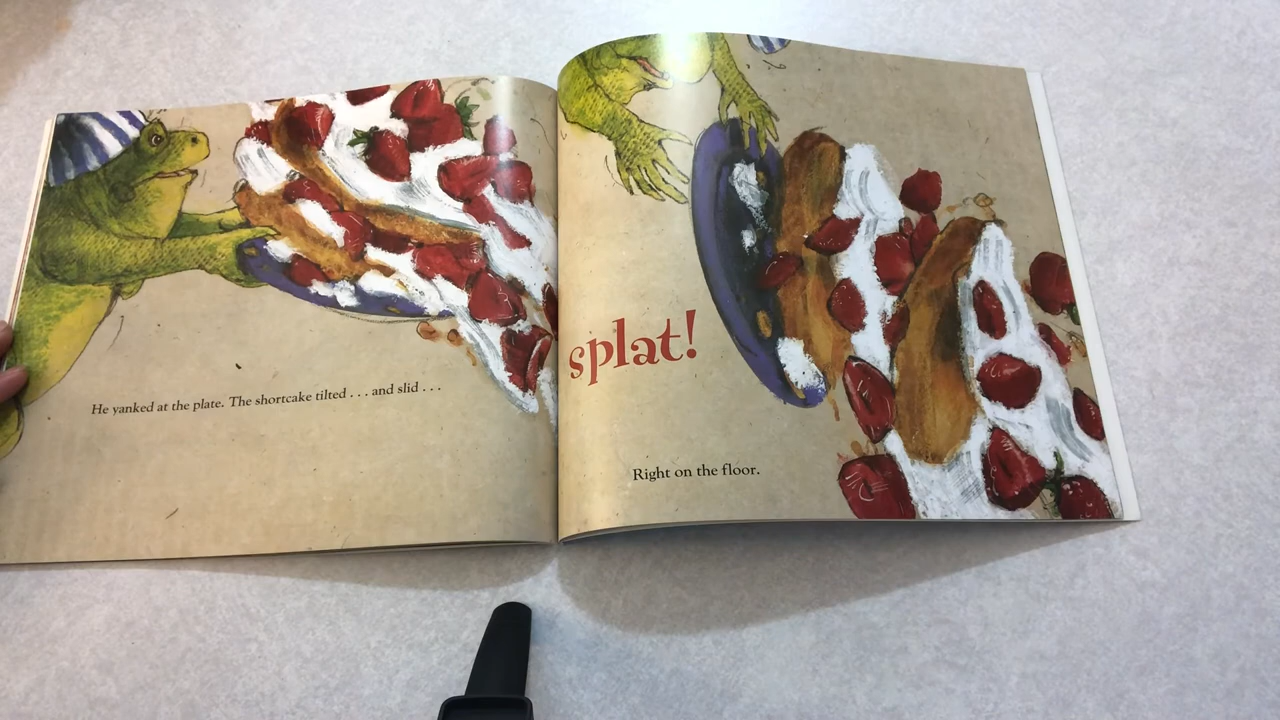 He yanked at the plate. The shortcake tilted . . . and slid . . .
splat!
Right on the floor.